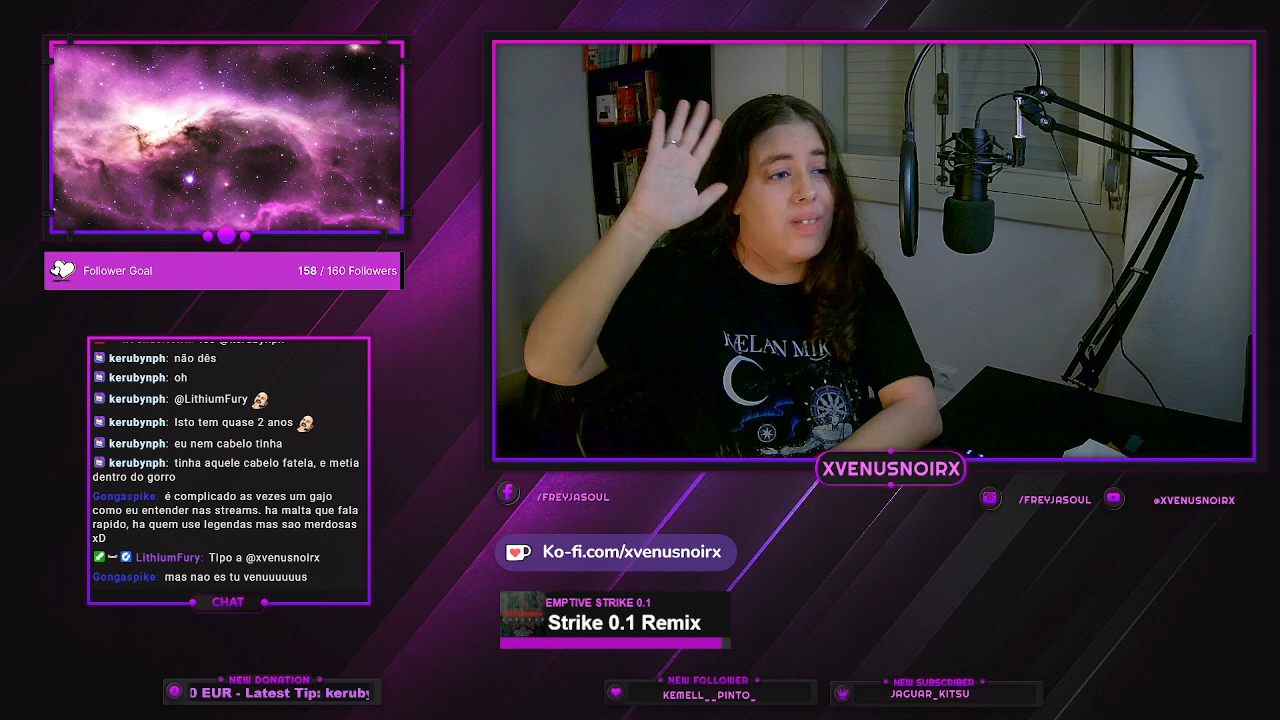 Follower Goal
158 / 160 Followers
kerubynph: não dês
kerubynph: oh
kerubynph: @LithiumFury
kerubynph: Isto tem quase 2 anos
kerubynph: eu nem cabelo tinha
kerubynph: tinha aquele cabelo fatela, e metia
dentro do gorro
Gongaspike: é complicado as vezes um gajo
como eu entender nas streams. ha malta que fala
rapido, ha quem use legendas mas sao merdosas
xD
LithiumFury: Tipo a @xvenusnoirx
Gongaspike: mas nao es tu venuuuuuus
CHAT
MELAN MIK
XVENUSNOIRX
/FREYJASOUL
/FREYJASOUL
@XVENUSNOIRX
Ko-fi.com/xvenusnoirx
EMPTIVE STRIKE 0.1
Strike 0.1 Remix
NEW DONATION
0 EUR - Latest Tip: keruby
NEW FOLLOWER
KEMELL__PINTO_
NEW SUBSCRIBER
JAGUAR_KITSU